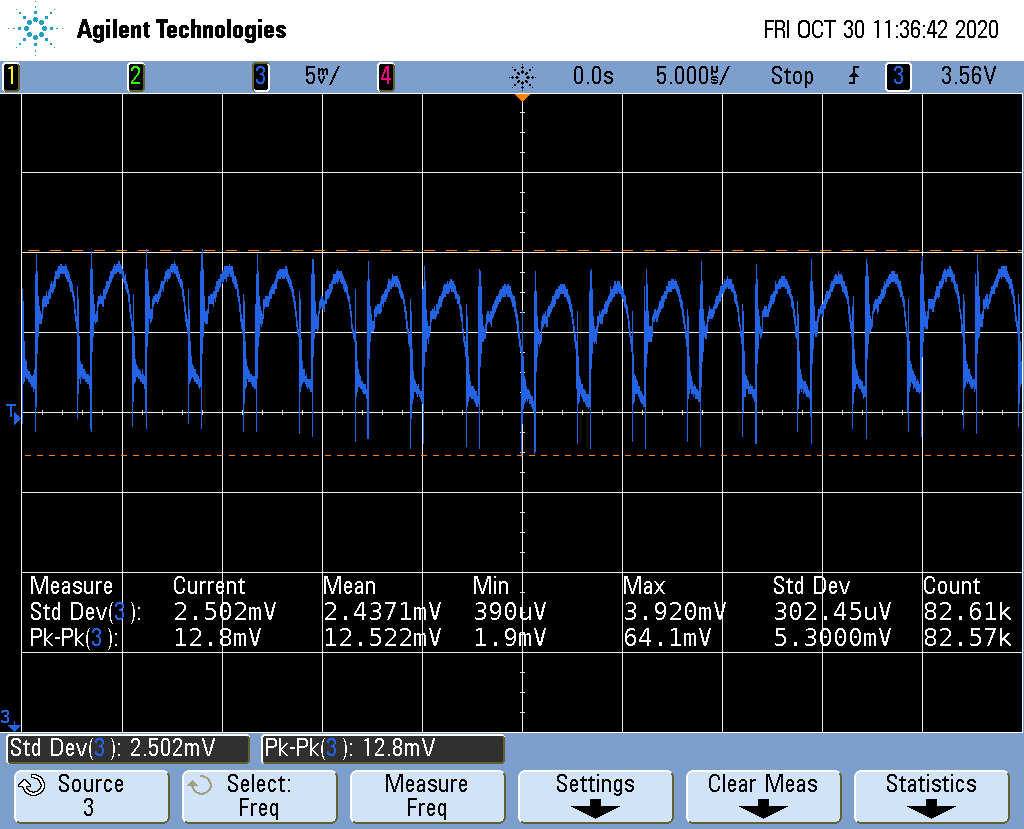 Agilent Technologies FRI OCT 30 11:36:42 2020
1 2 3 5mV/ 4 0.0s 5.000us/ Stop 3 3.56V
T
Measure Current Mean Min Max Std Dev Count
Std Dev(3): 2.502mV 2.4371mV 390uV 3.920mV 302.45uV 82.61k
Pk-Pk(3): 12.8mV 12.522mV 1.9mV 64.1mV 5.3000mV 82.57k
3
Std Dev(3): 2.502mV Pk-Pk(3): 12.8mV
Source Select: Measure Settings Clear Meas Statistics
3 Freq Freq